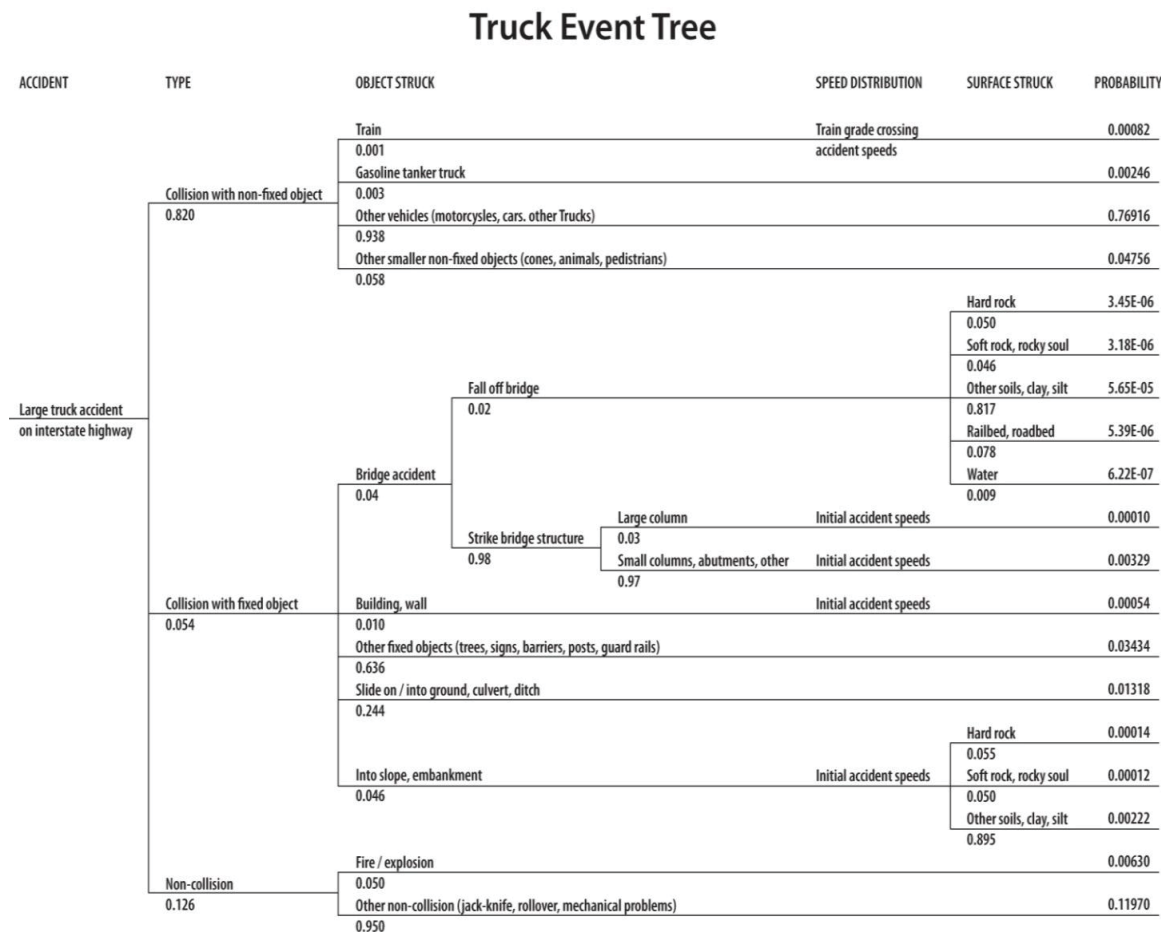 Truck Event Tree
ACCIDENT TYPE OBJECT STRUCK SPEED DISTRIBUTION SURFACE STRUCK PROBABILITY
Train Train grade crossing 0.00082
0.001 accident speeds
Gasoline tanker truck 0.00246
Collision with non-fixed object 0.003
0.820 Other vehicles (motorcysles, cars. other Trucks) 0.76916
0.938
Other smaller non-fixed objects (cones, animals, pedistrians) 0.04756
0.058
Hard rock 3.45E-06
0.050
Soft rock, rocky soul 3.18E-06
0.046
Fall off bridge Other soils, clay, silt 5.65E-05
Large truck accident 0.02 0.817
on interstate highway Railbed, roadbed 5.39E-06
0.078
Bridge accident Water 6.22E-07
0.04 0.009
Large column Initial accident speeds 0.00010
Strike bridge structure 0.03
0.98 Small columns, abutments, other Initial accident speeds 0.00329
0.97
Collision with fixed object Building, wall Initial accident speeds 0.00054
0.054 0.010
Other fixed objects (trees, signs, barriers, posts, guard rails) 0.03434
0.636
Slide on / into ground, culvert, ditch 0.01318
0.244
Hard rock 0.00014
0.055
Into slope, embankment Initial accident speeds Soft rock, rocky soul 0.00012
0.046 0.050
Other soils, clay, silt 0.00222
0.895
Fire / explosion 0.00630
Non-collision 0.050
0.126 Other non-collision (jack-knife, rollover, mechanical problems) 0.11970
0.950